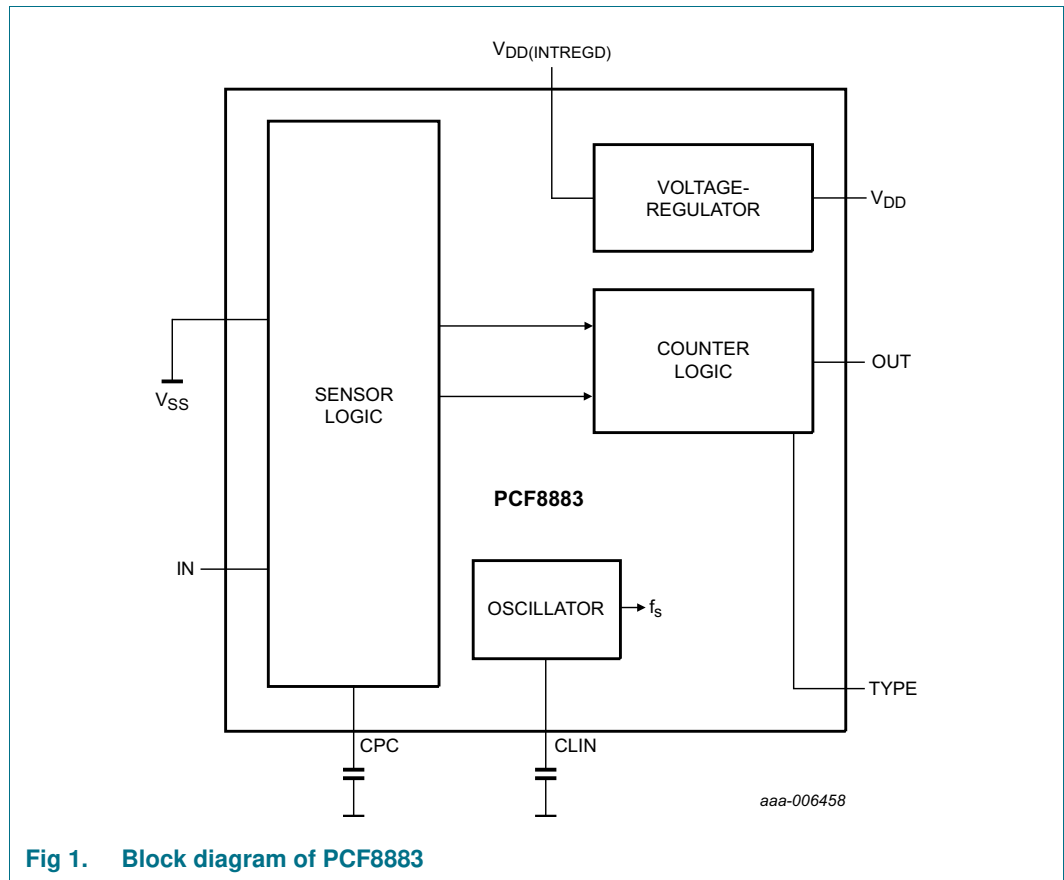 VDD(INTREGD)
VOLTAGE-
REGULATOR
VDD
COUNTER
LOGIC
OUT
SENSOR
LOGIC
VSS
PCF8883
IN
OSCILLATOR
fs
TYPE
CPC
CLIN
aaa-006458
Fig 1. Block diagram of PCF8883